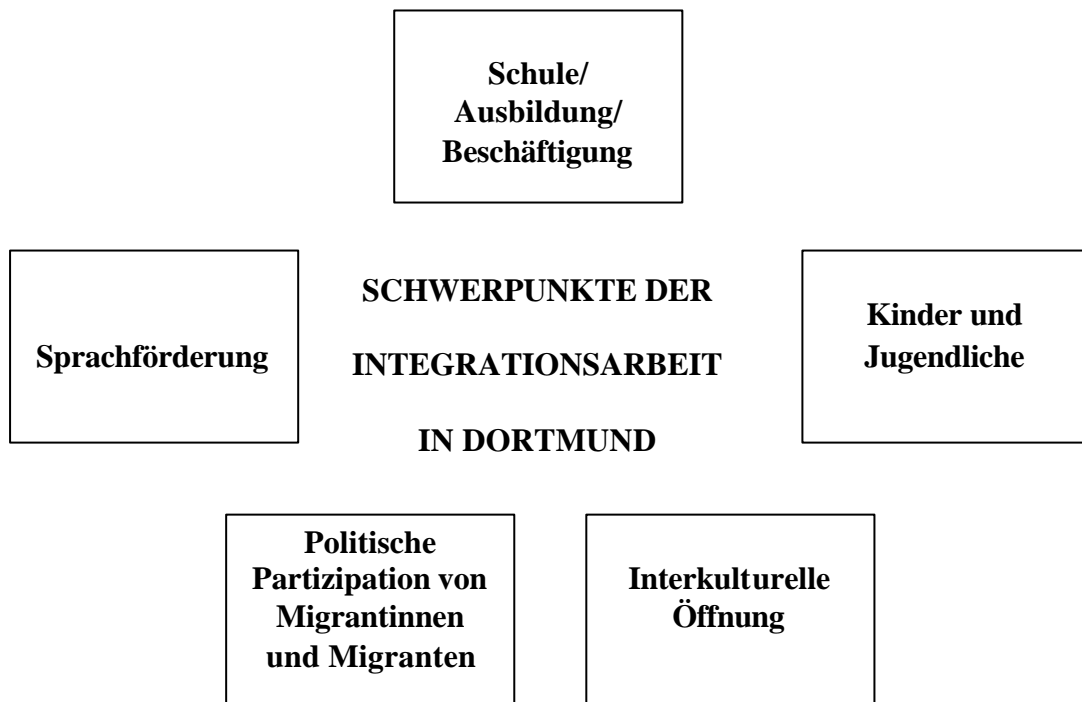 Schule/
Ausbildung/
Beschäftigung
SCHWERPUNKTE DER
INTEGRATIONSARBEIT
IN DORTMUND
Sprachförderung
Kinder und
Jugendliche
Politische
Partizipation von
Migrantinnen
und Migranten
Interkulturelle
Öffnung